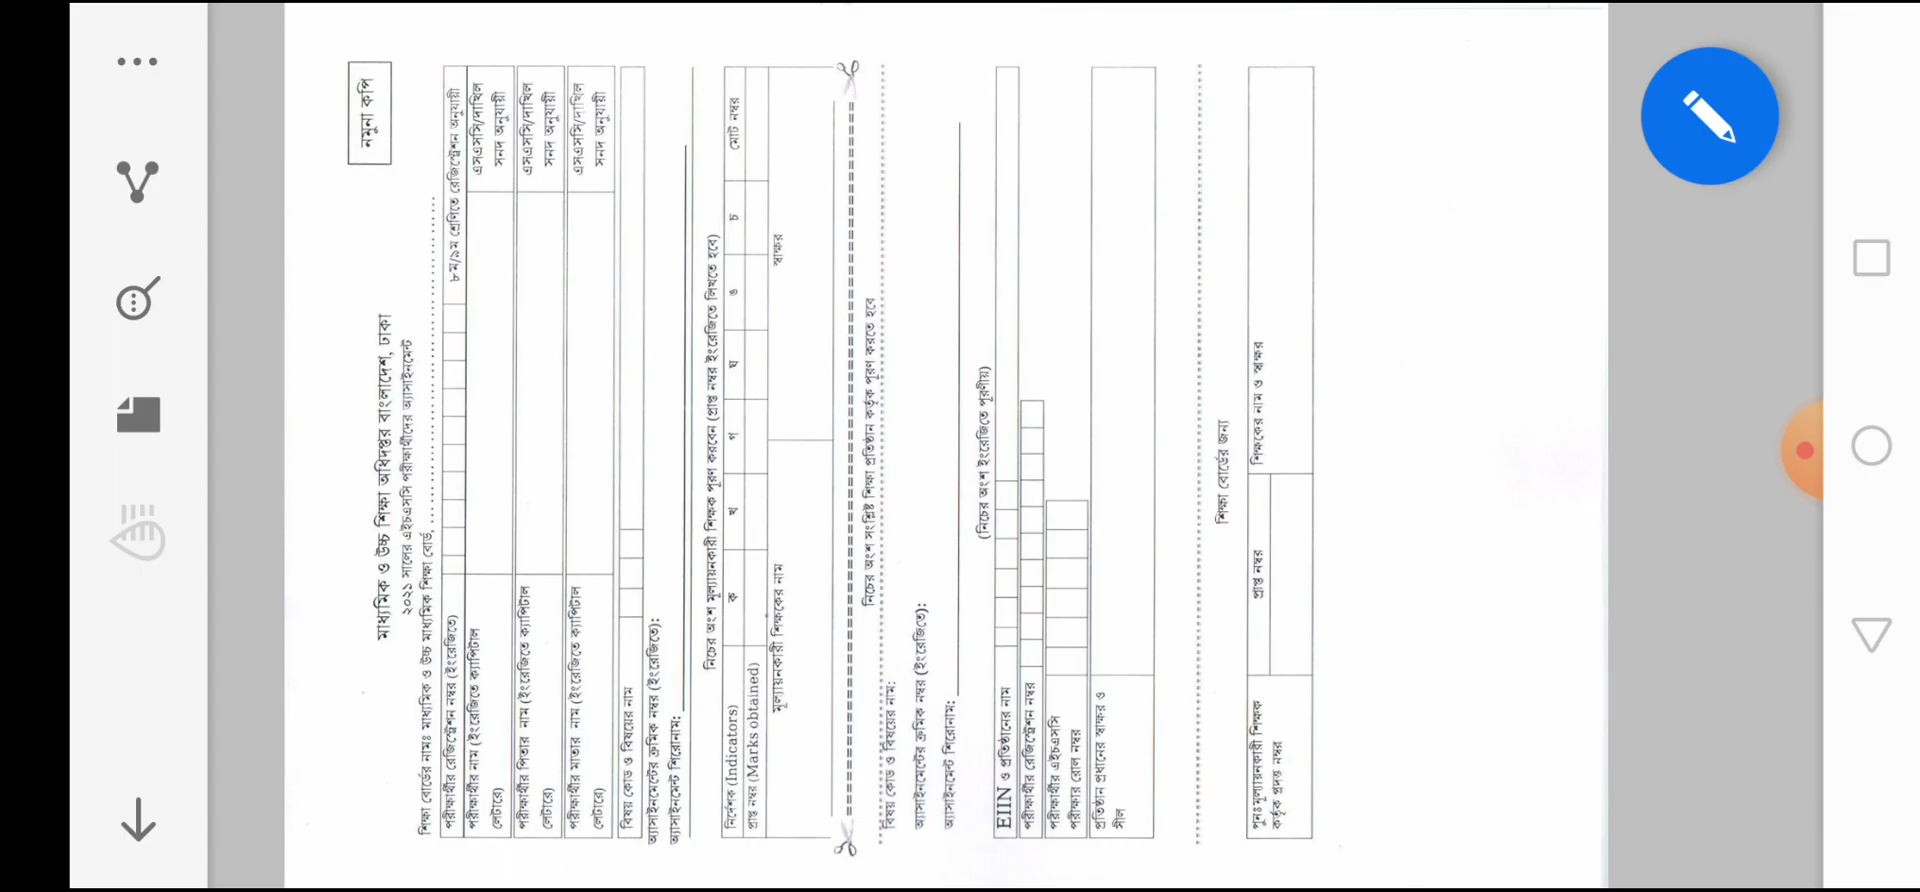 নমুনা কপি
মাধ্যমিক ও উচ্চ শিক্ষা অধিদপ্তর বাংলাদেশ, ঢাকা
২০২১ সালের এইচএসসি পরীক্ষার্থীদের অ্যাসাইনমেন্ট
শিক্ষা বোর্ডের নামঃ মাধ্যমিক ও উচ্চ মাধ্যমিক শিক্ষা বোর্ড, ........................................
পরীক্ষার্থীর রেজিস্ট্রেশন নম্বর (ইংরেজিতে) ৮ম/৯ম শ্রেণিতে রেজিস্ট্রেশন অনুযায়ী
পরীক্ষার্থীর নাম (ইংরেজিতে ক্যাপিটাল এসএসসি/দাখিল
লেটারে) সনদ অনুযায়ী
পরীক্ষার্থীর পিতার নাম (ইংরেজিতে ক্যাপিটাল এসএসসি/দাখিল
লেটারে) সনদ অনুযায়ী
পরীক্ষার্থীর মাতার নাম (ইংরেজিতে ক্যাপিটাল এসএসসি/দাখিল
লেটারে) সনদ অনুযায়ী
বিষয় কোড ও বিষয়ের নাম
অ্যাসাইনমেন্টের ক্রমিক নম্বর (ইংরেজিতে):
অ্যাসাইনমেন্ট শিরোনাম:
নিচের অংশ মূল্যায়নকারী শিক্ষক পূরণ করবেন (প্রাপ্ত নম্বর ইংরেজিতে লিখতে হবে)
নির্দেশক (Indicators) ক খ গ ঘ ঙ চ মোট নম্বর
প্রাপ্ত নম্বর (Marks obtained)
মূল্যায়নকারী শিক্ষকের নাম স্বাক্ষর
নিচের অংশ সংশ্লিষ্ট শিক্ষা প্রতিষ্ঠান কর্তৃক পূরণ করতে হবে
বিষয় কোড ও বিষয়ের নাম:
অ্যাসাইনমেন্টের ক্রমিক নম্বর (ইংরেজিতে):
অ্যাসাইনমেন্ট শিরোনাম:
(নিচের অংশ ইংরেজিতে পূরণীয়)
EIIN ও প্রতিষ্ঠানের নাম
পরীক্ষার্থীর রেজিস্ট্রেশন নম্বর
পরীক্ষার্থীর এইচএসসি
পরীক্ষার রোল নম্বর
প্রতিষ্ঠান প্রধানের স্বাক্ষর ও
সীল
শিক্ষা বোর্ডের জন্য
পুনঃমূল্যায়নকারী শিক্ষক প্রাপ্ত নম্বর শিক্ষকের নাম ও স্বাক্ষর
কর্তৃক প্রদত্ত নম্বর